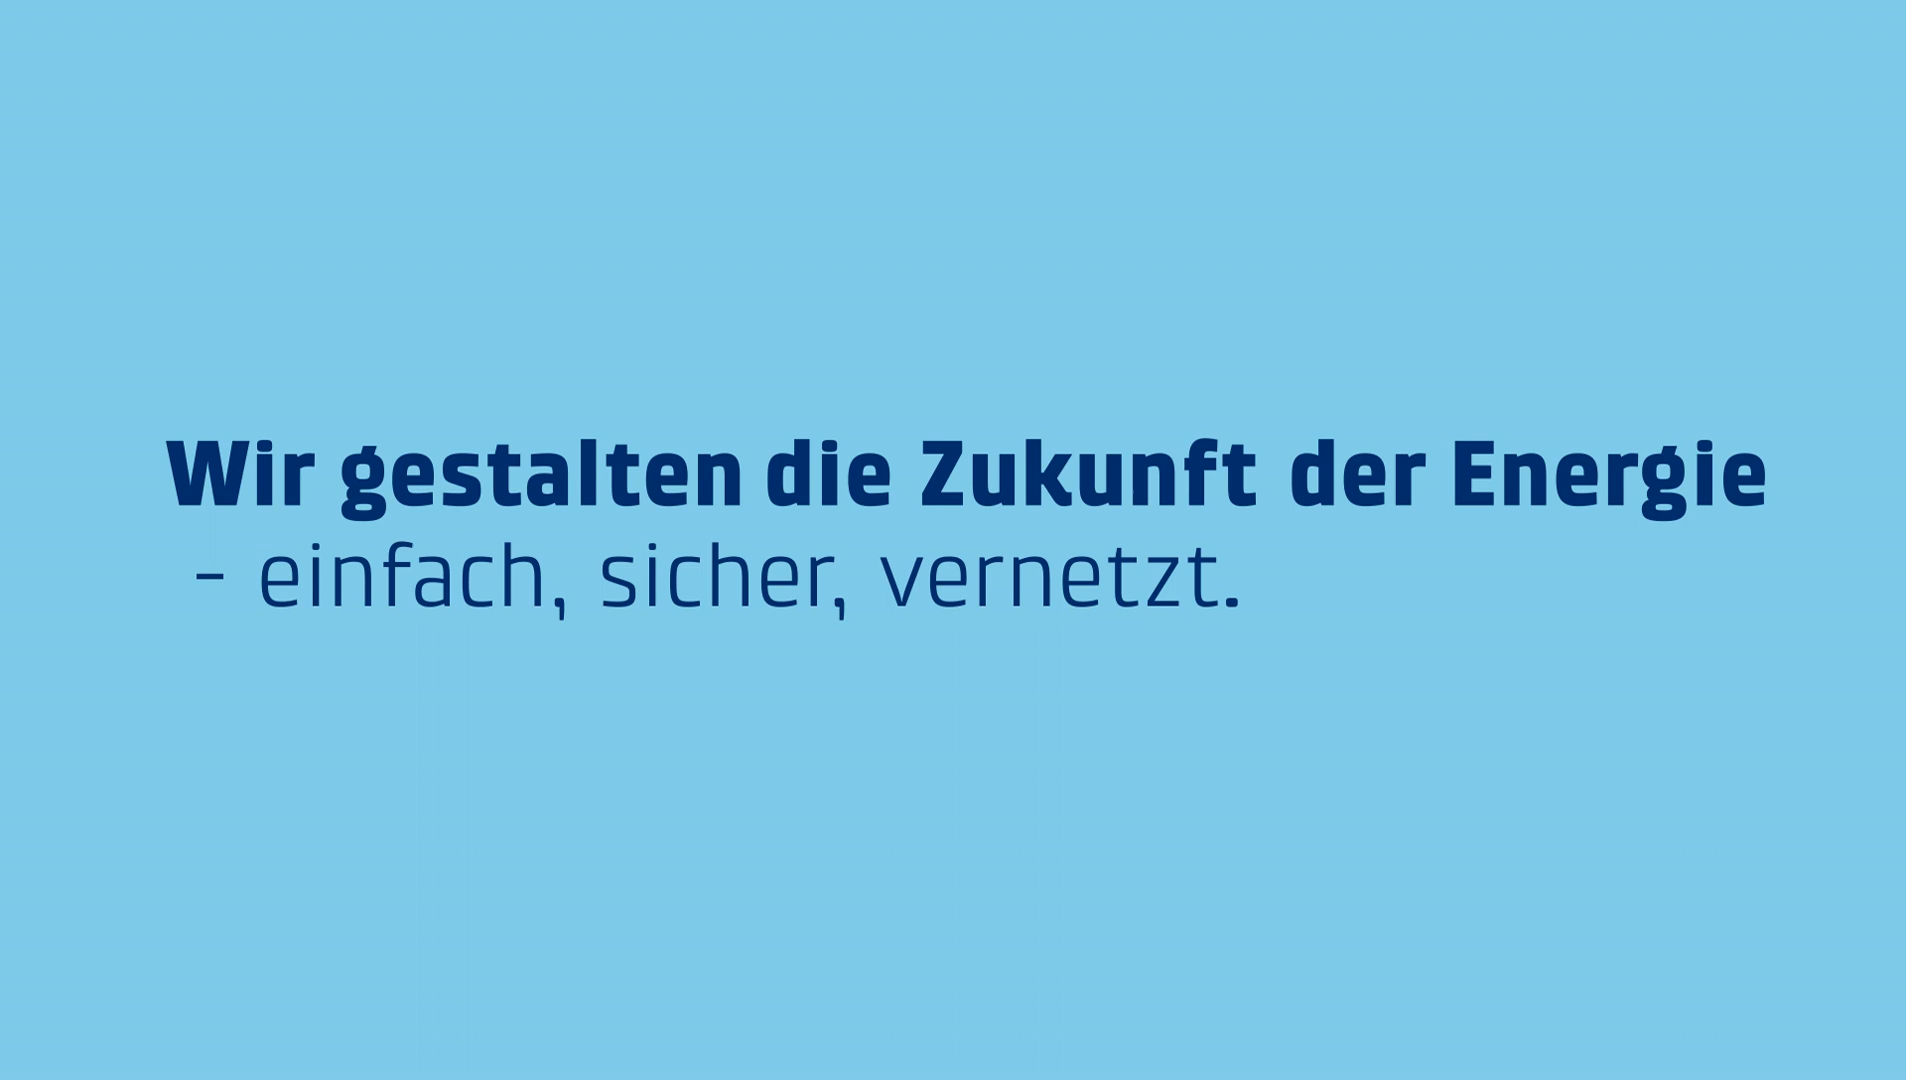 Wir gestalten die Zukunft der Energie
- einfach, sicher, vernetzt.